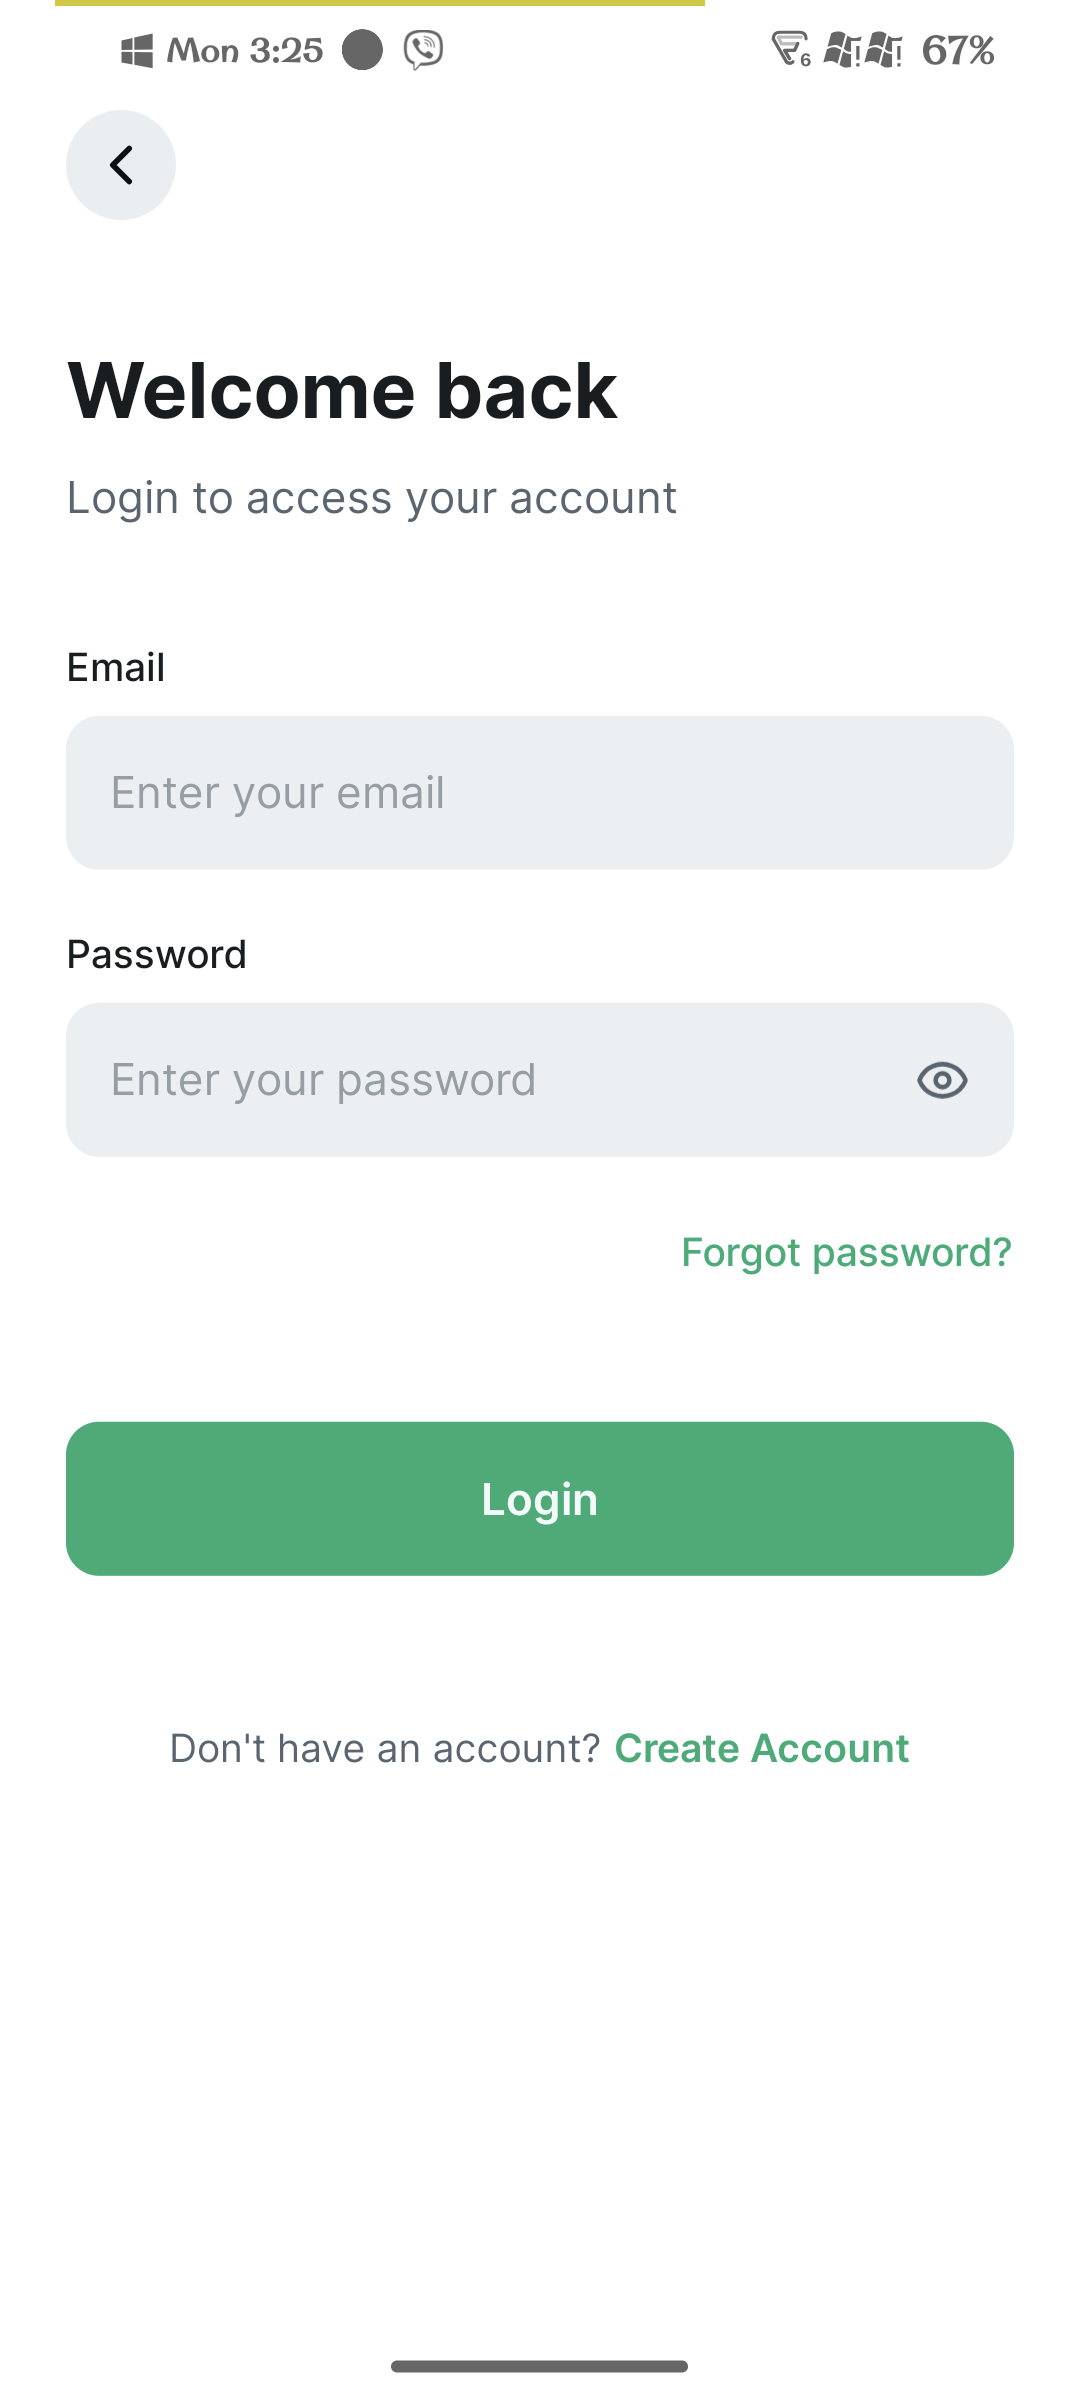 Mon 3:25
6 ! ! 67%
Welcome back
Login to access your account
Email
Enter your email
Password
Enter your password
Forgot password?
Login
Don't have an account? Create Account